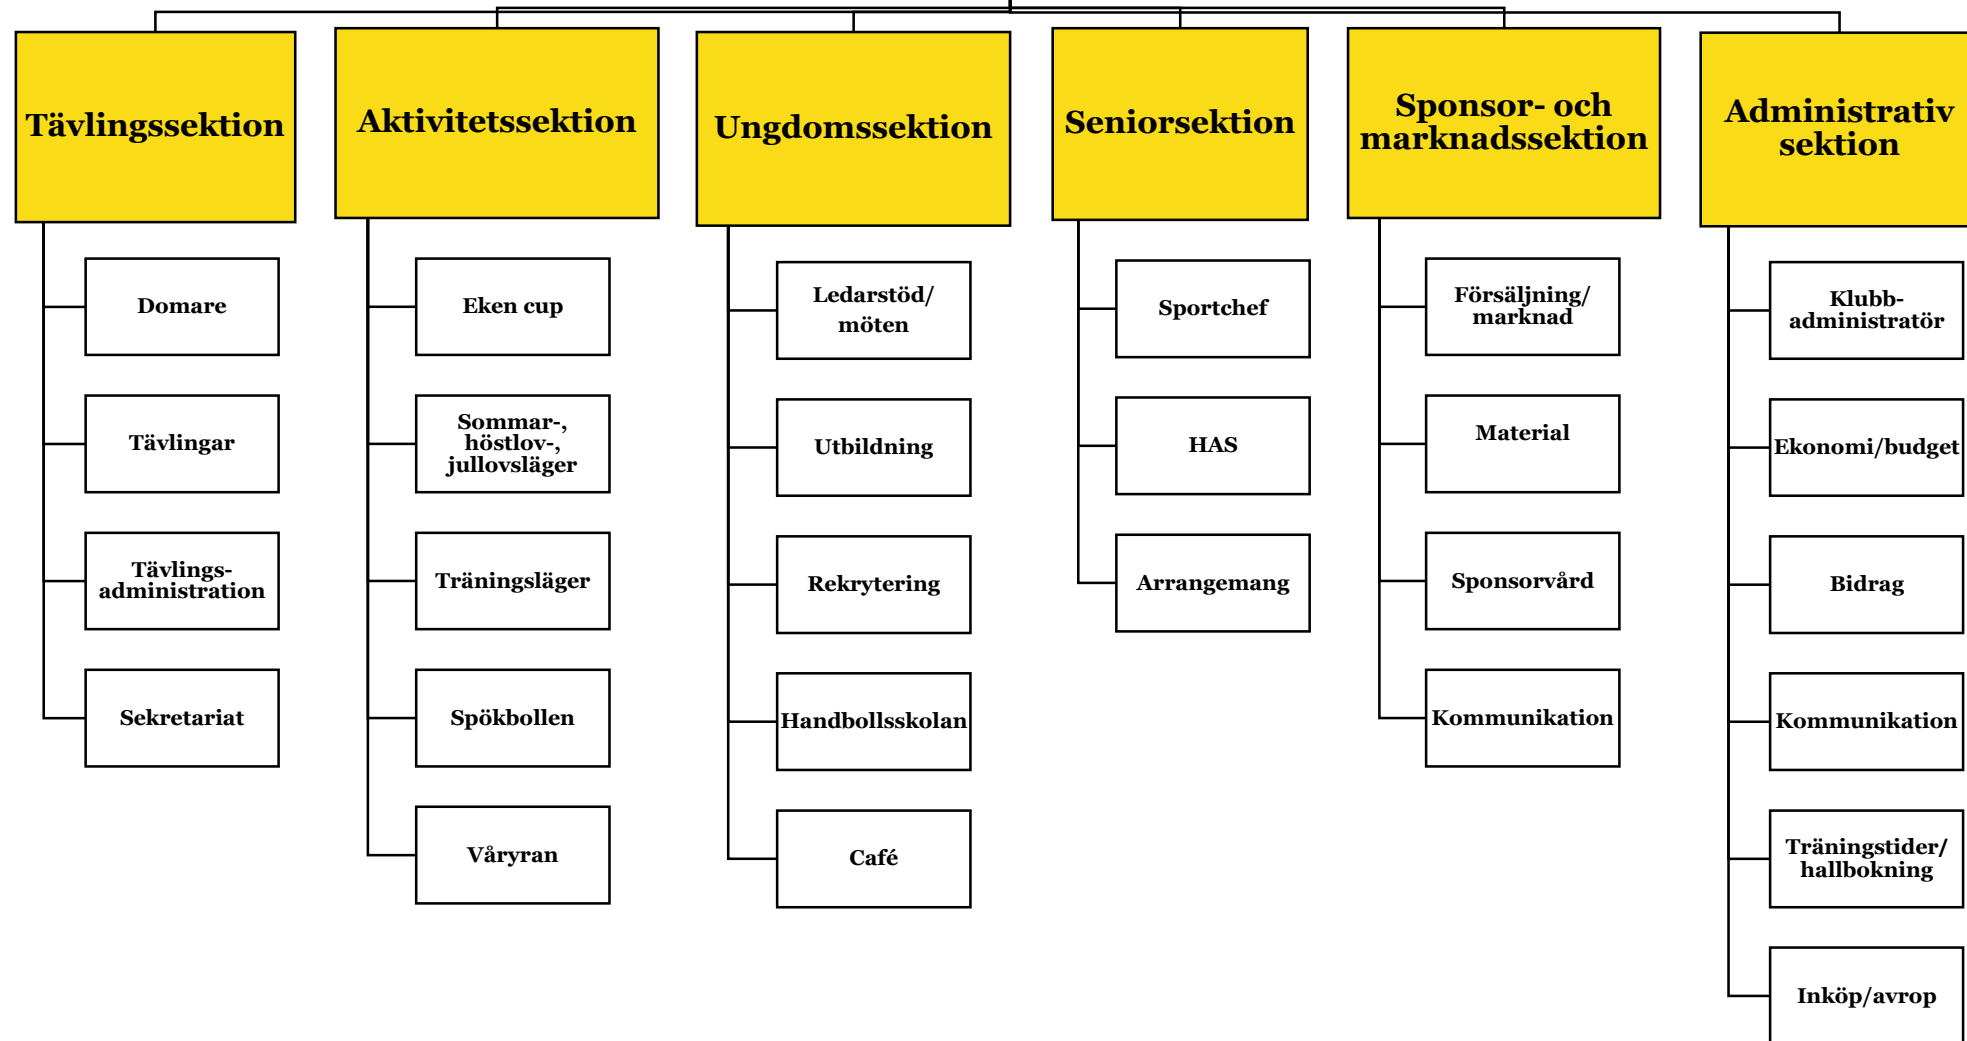 Tävlingssektion
Domare
Tävlingar
Tävlings-
administration
Sekretariat
Aktivitetssektion
Eken cup
Sommar-,
höstlov-,
jullovsläger
Träningsläger
Spökbollen
Våryran
Ungdomssektion
Ledarstöd/
möten
Utbildning
Rekrytering
Handbollsskolan
Café
Seniorsektion
Sportchef
HAS
Arrangemang
Sponsor- och
marknadssektion
Försäljning/
marknad
Material
Sponsorvård
Kommunikation
Administrativ
sektion
Klubb-
administratör
Ekonomi/budget
Bidrag
Kommunikation
Träningstider/
hallbokning
Inköp/avrop